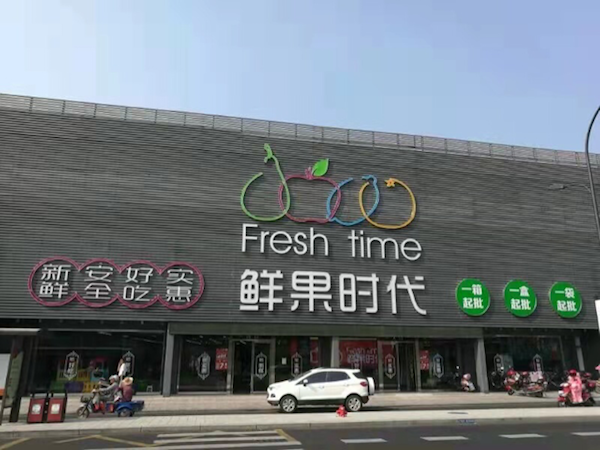 Fresh time
鲜果时代
新鲜 安全 好吃 实惠
一箱
起批
一盒
起批
一袋
起批